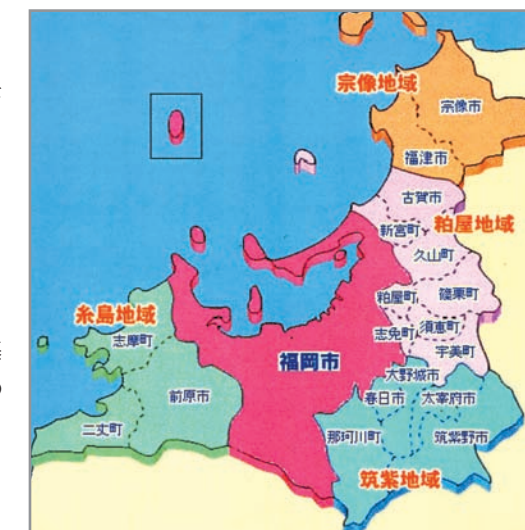 宗像地域
宗像市
福津市
古賀市
新宮町
粕屋地域
久山町
粕屋町
篠栗町
糸島地域
志摩町
志免町
須恵町
宇美町
福岡市
前原市
大野城市
春日市
太宰府市
二丈町
那珂川町
筑紫野市
筑紫地域